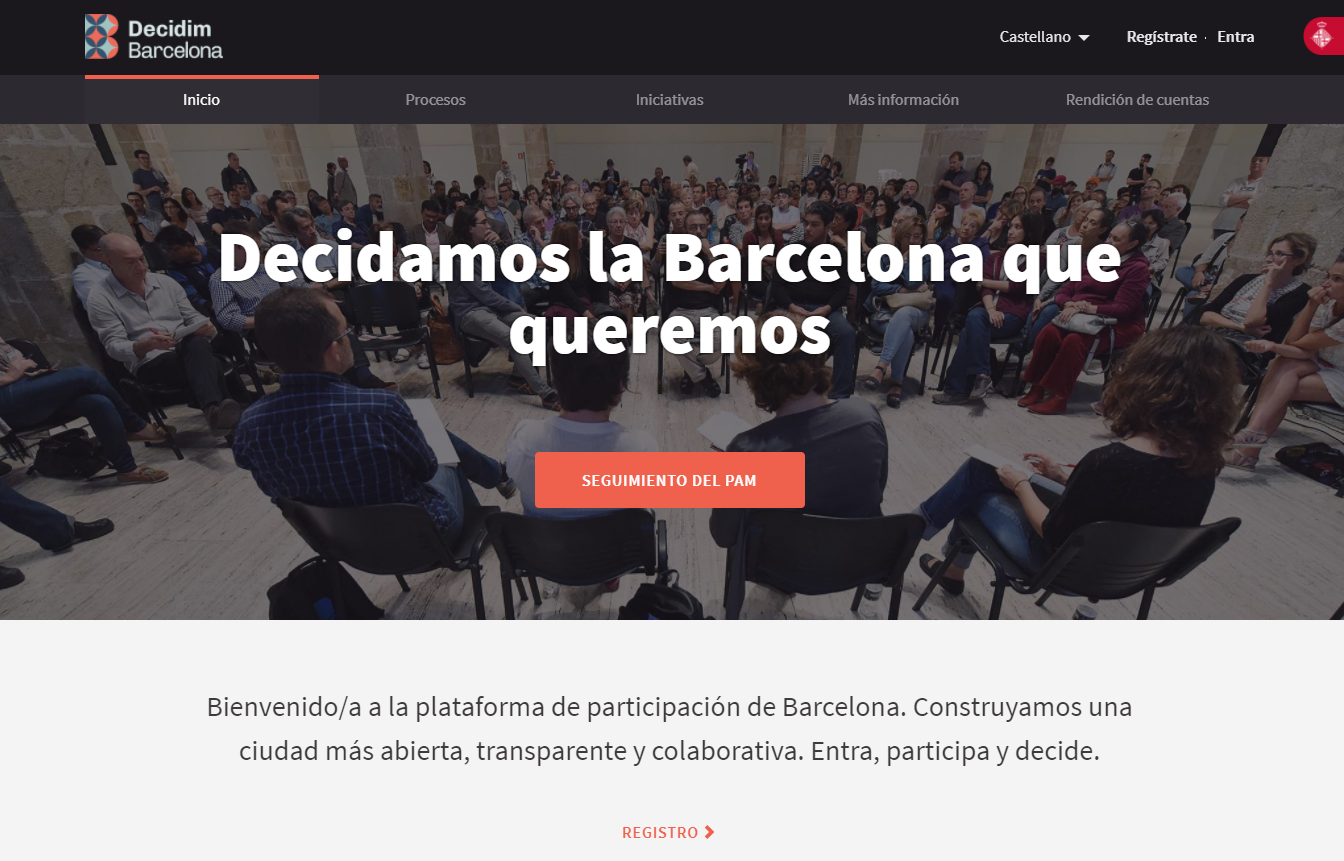 Decidim
Barcelona
Castellano
Regístrate · Entra
Inicio
Procesos
Iniciativas
Más información
Rendición de cuentas
Decidamos la Barcelona que
queremos
SEGUIMIENTO DEL PAM
Bienvenido/a a la plataforma de participación de Barcelona. Construyamos una
ciudad más abierta, transparente y colaborativa. Entra, participa y decide.
REGISTRO